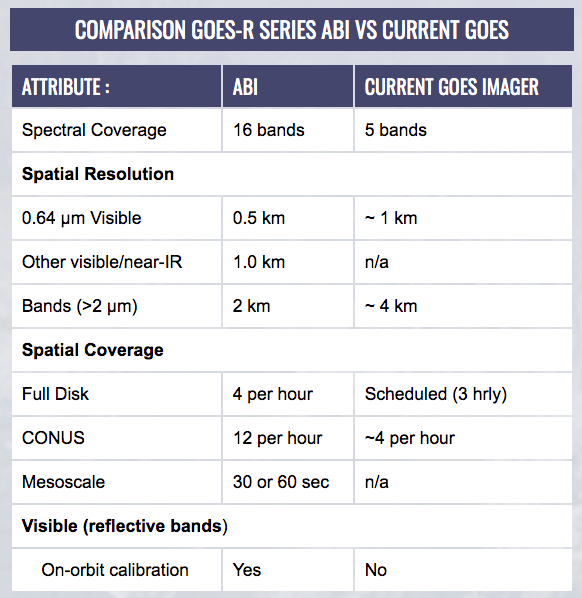 COMPARISON GOES-R SERIES ABI VS CURRENT GOES
ATTRIBUTE : ABI CURRENT GOES IMAGER
Spectral Coverage 16 bands 5 bands
Spatial Resolution
0.64 µm Visible 0.5 km ~ 1 km
Other visible/near-IR 1.0 km n/a
Bands (>2 µm) 2 km ~ 4 km
Spatial Coverage
Full Disk 4 per hour Scheduled (3 hrly)
CONUS 12 per hour ~4 per hour
Mesoscale 30 or 60 sec n/a
Visible (reflective bands)
On-orbit calibration Yes No